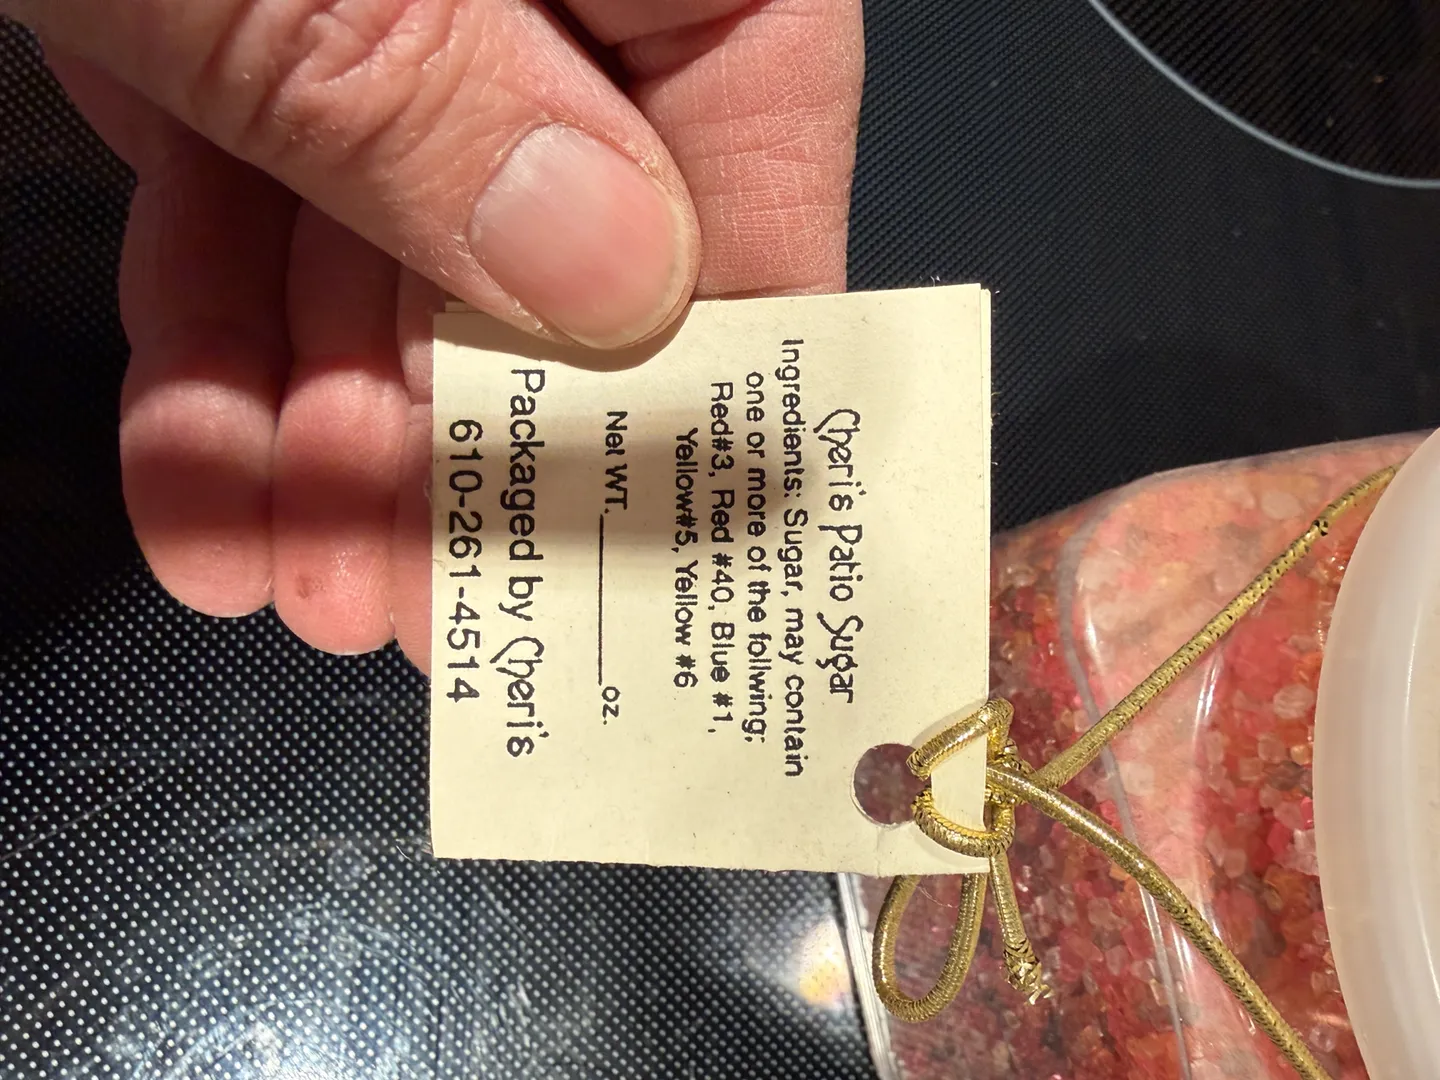 Cheri's Patio Sugar
Ingredients: Sugar, may contain
one or more of the follwing;
Red#3, Red #40, Blue #1,
Yellow#5, Yellow #6
Net WT.________oz.
Packaged by Cheri's
610-261-4514